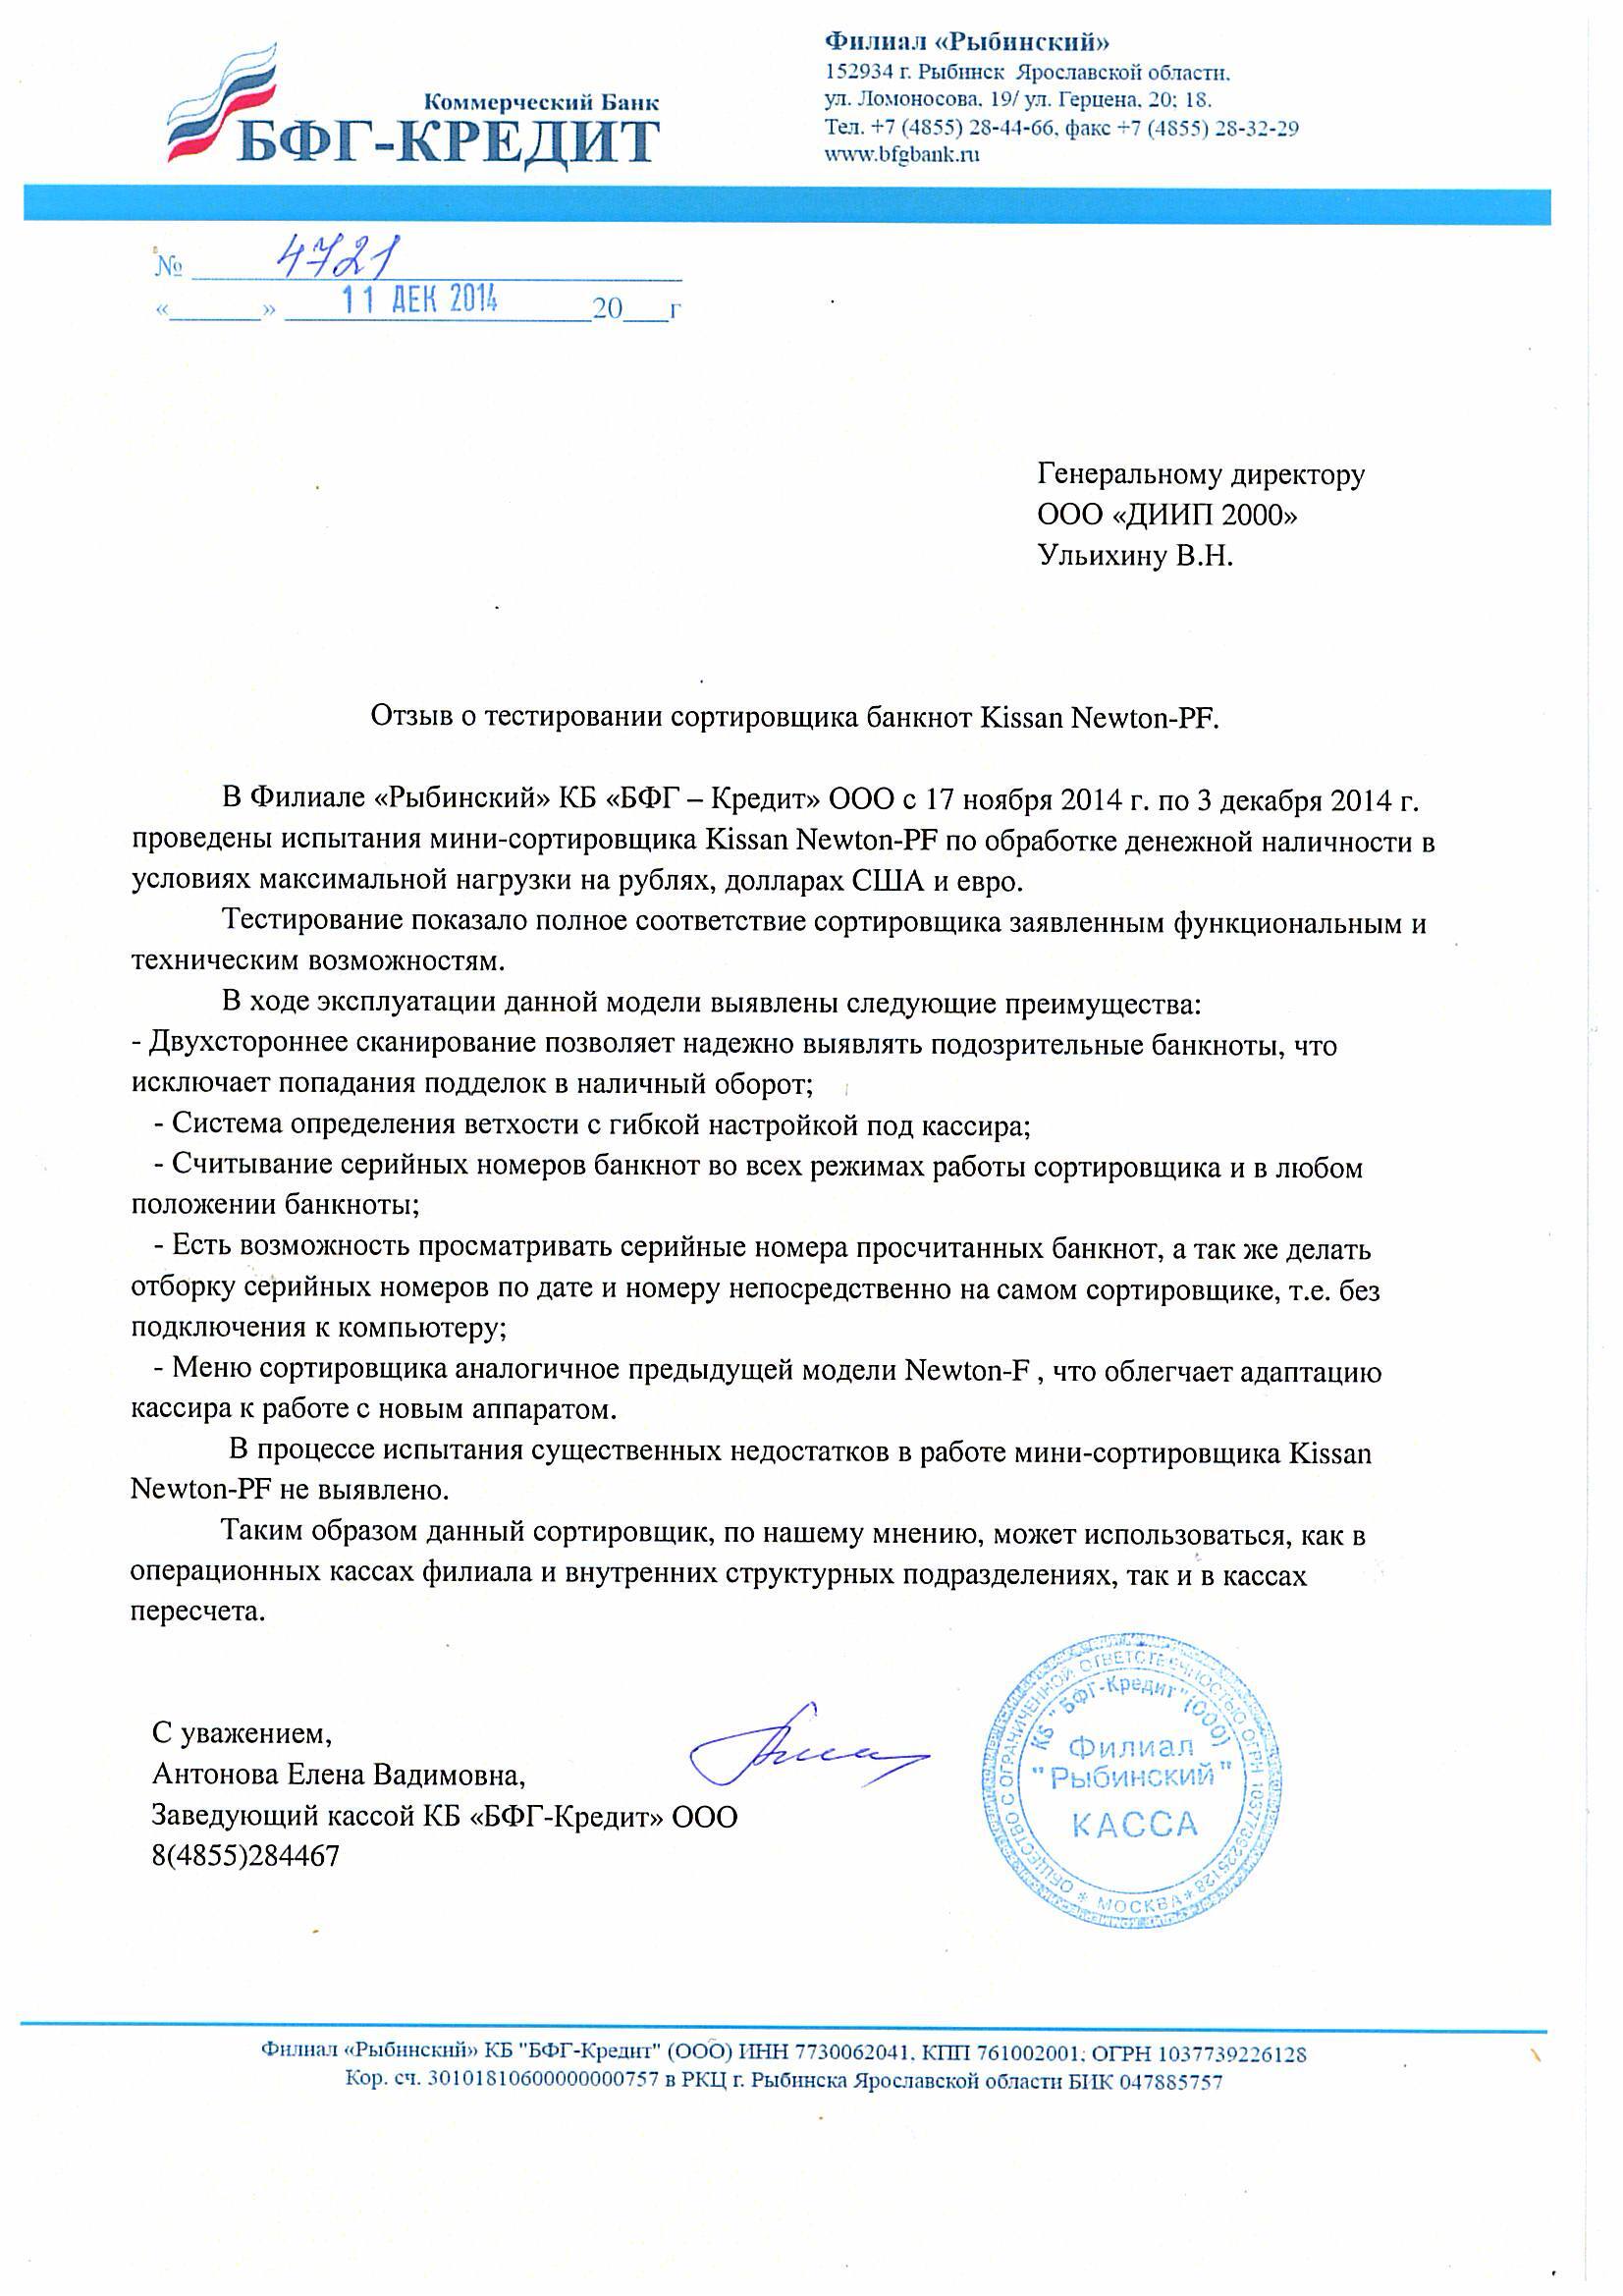 Коммерческий Банк
БФГ-КРЕДИТ
Филиал «Рыбинский»
152934 г. Рыбинск Ярославской области,
ул. Ломоносова, 19/ ул. Герцена, 20; 18.
Тел. +7 (4855) 28-44-66, факс +7 (4855) 28-32-29
www.bfgbank.ru
№ 4721
«______» 11 ДЕК 2014 20___г
Генеральному директору
ООО «ДИИП 2000»
Ульихину В.Н.
Отзыв о тестировании сортировщика банкнот Kissan Newton-PF.
В Филиале «Рыбинский» КБ «БФГ – Кредит» ООО с 17 ноября 2014 г. по 3 декабря 2014 г.
проведены испытания мини-сортировщика Kissan Newton-PF по обработке денежной наличности в
условиях максимальной нагрузки на рублях, долларах США и евро.
Тестирование показало полное соответствие сортировщика заявленным функциональным и
техническим возможностям.
В ходе эксплуатации данной модели выявлены следующие преимущества:
- Двухстороннее сканирование позволяет надежно выявлять подозрительные банкноты, что
исключает попадания подделок в наличный оборот;
- Система определения ветхости с гибкой настройкой под кассира;
- Считывание серийных номеров банкнот во всех режимах работы сортировщика и в любом
положении банкноты;
- Есть возможность просматривать серийные номера просчитанных банкнот, а так же делать
отборку серийных номеров по дате и номеру непосредственно на самом сортировщике, т.е. без
подключения к компьютеру;
- Меню сортировщика аналогичное предыдущей модели Newton-F , что облегчает адаптацию
кассира к работе с новым аппаратом.
В процессе испытания существенных недостатков в работе мини-сортировщика Kissan
Newton-PF не выявлено.
Таким образом данный сортировщик, по нашему мнению, может использоваться, как в
операционных кассах филиала и внутренних структурных подразделениях, так и в кассах
пересчета.
С уважением,
Антонова Елена Вадимовна,
Заведующий кассой КБ «БФГ-Кредит» ООО
8(4855)284467
ОБЩЕСТВО С ОГРАНИЧЕННОЙ ОТВЕТСТВЕННОСТЬЮ ОГРН 1037739226128 * МОСКВА *
КБ "БФГ-Кредит" (ООО)
Филиал
"Рыбинский"
КАССА
Филиал «Рыбинский» КБ "БФГ-Кредит" (ООО) ИНН 7730062041, КПП 761002001; ОГРН 1037739226128
Кор. сч. 30101810600000000757 в РКЦ г. Рыбинска Ярославской области БИК 047885757